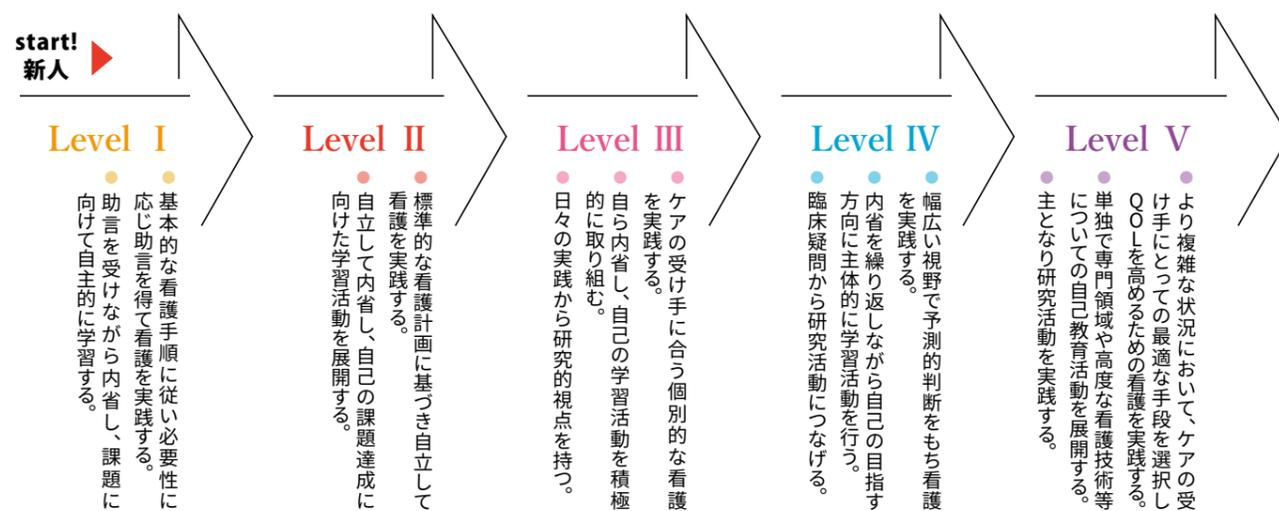 start!
新人
Level Ⅰ
基本的な看護手順に従い必要性に
応じ助言を得て看護を実践する。
助言を受けながら内省し、課題に
向けて自主的に学習する。
Level Ⅱ
標準的な看護計画に基づき自立して
看護を実践する。
自立して内省し、自己の課題達成に
向けた学習活動を展開する。
Level Ⅲ
ケアの受け手に合う個別的な看護
を実践する。
自ら内省し、自己の学習活動を積極
的に取り組む。
日々の実践から研究的視点を持つ。
Level Ⅳ
幅広い視野で予測的判断をもち看護
を実践する。
内省を繰り返しながら自己の目指す
方向に主体的に学習活動を行う。
臨床疑問から研究活動につなげる。
Level Ⅴ
より複雑な状況において、ケアの受
け手にとっての最適な手段を選択し
QOLを高めるための看護を実践する。
単独で専門領域や高度な看護技術等
についての自己教育活動を展開する。
主となり研究活動を実践する。